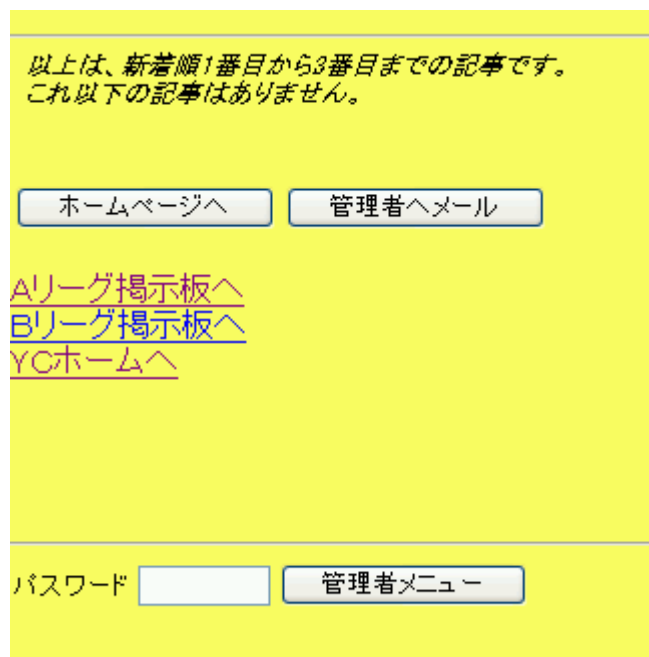 以上は、新着順1番目から3番目までの記事です。
これ以下の記事はありません。
ホームページへ 管理者へメール
Aリーグ掲示板へ
Bリーグ掲示板へ
YCホームへ
パスワード 管理者メニュー